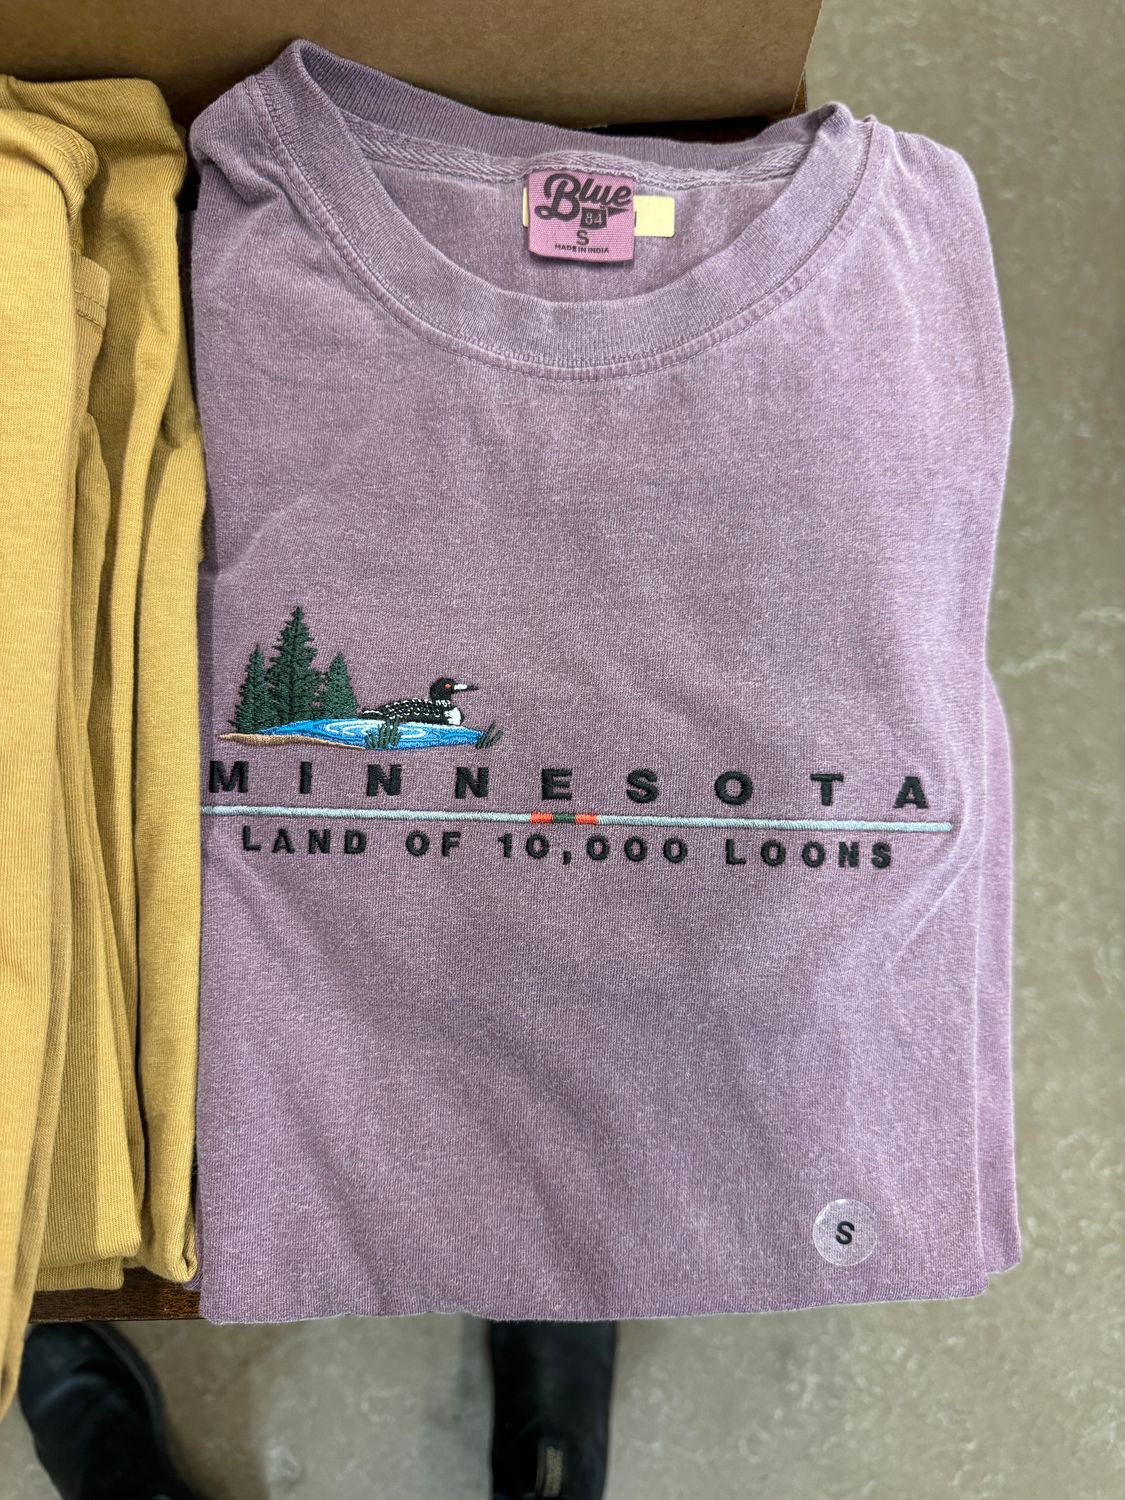 Blue
84
S
MADE IN INDIA
MINNESOTA
LAND OF 10,000 LOONS
S